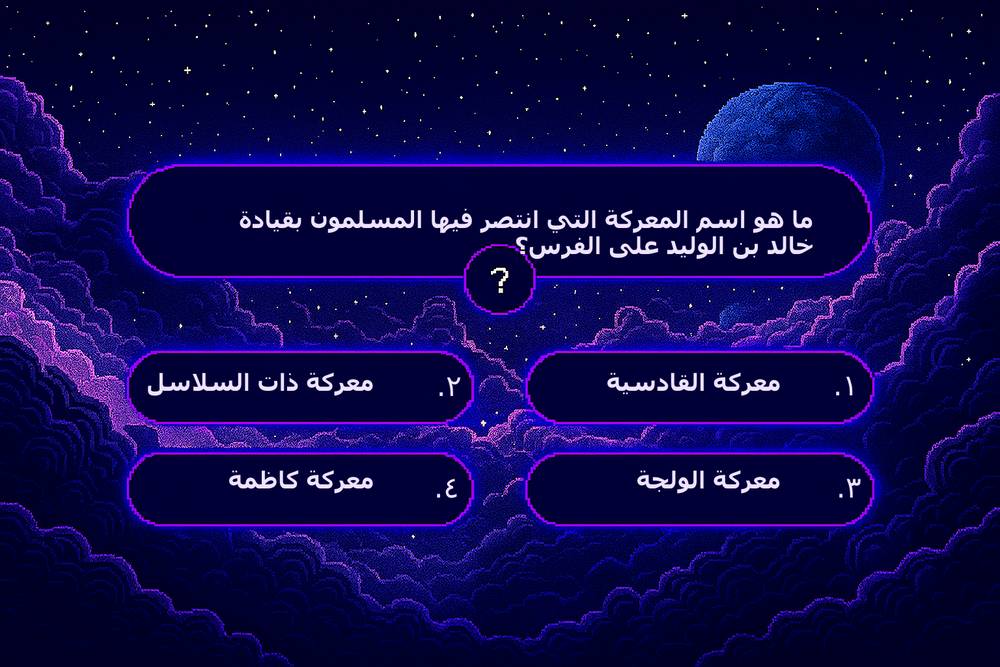 ما هو اسم المعركة التي انتصر فيها المسلمون بقيادة
خالد بن الوليد على الفرس؟
?
١. معركة القادسية
٢. معركة ذات السلاسل
٣. معركة الولجة
٤. معركة كاظمة